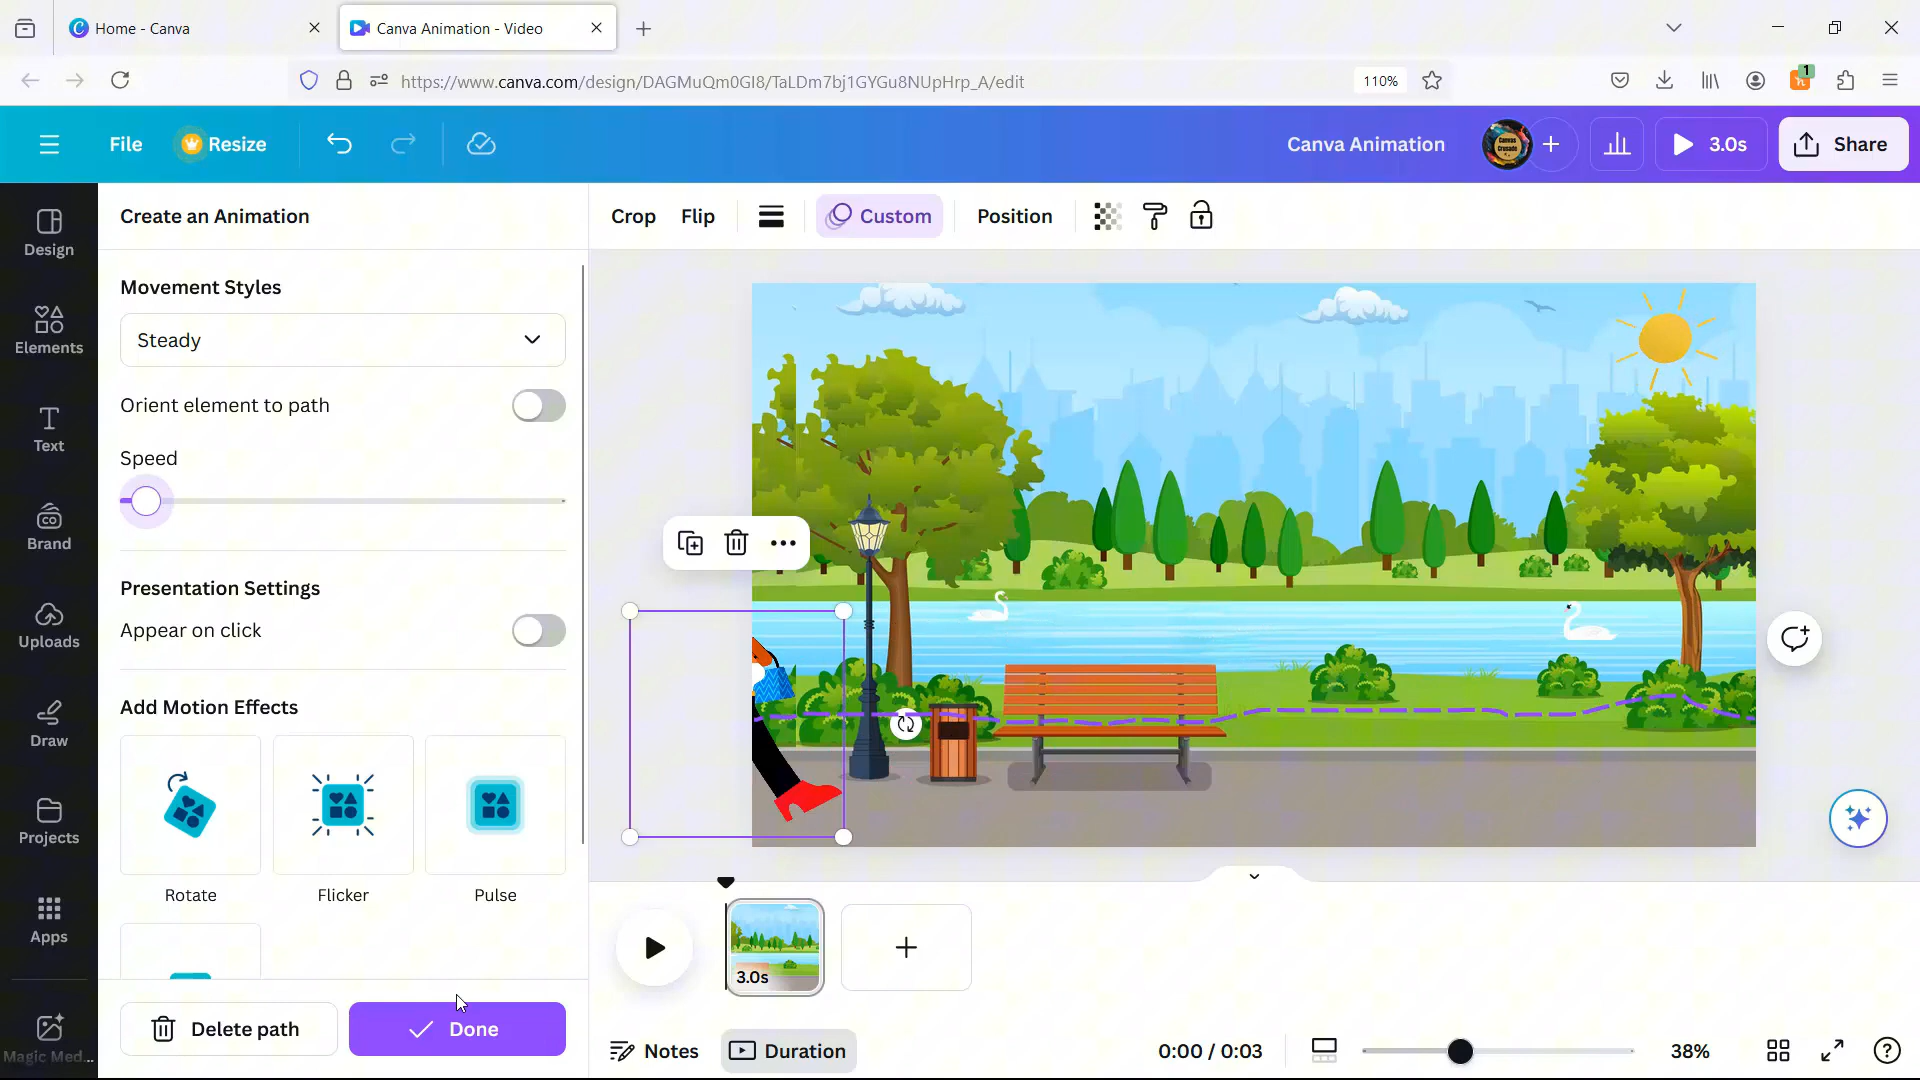 Home - Canva
Canva Animation - Video
https://www.canva.com/design/DAGMuQm0GI8/TaLDm7bj1GYGu8NUpHrp_A/edit
110%
1
File
Resize
Canva Animation
Canvas Crusade
3.0s
Share
Design
Elements
Text
Brand
Uploads
Draw
Projects
Apps
Magic Med...
Create an Animation
Movement Styles
Steady
Orient element to path
Speed
Presentation Settings
Appear on click
Add Motion Effects
Rotate
Flicker
Pulse
Delete path
Done
Crop
Flip
Custom
Position
3.0s
Notes
Duration
0:00 / 0:03
38%